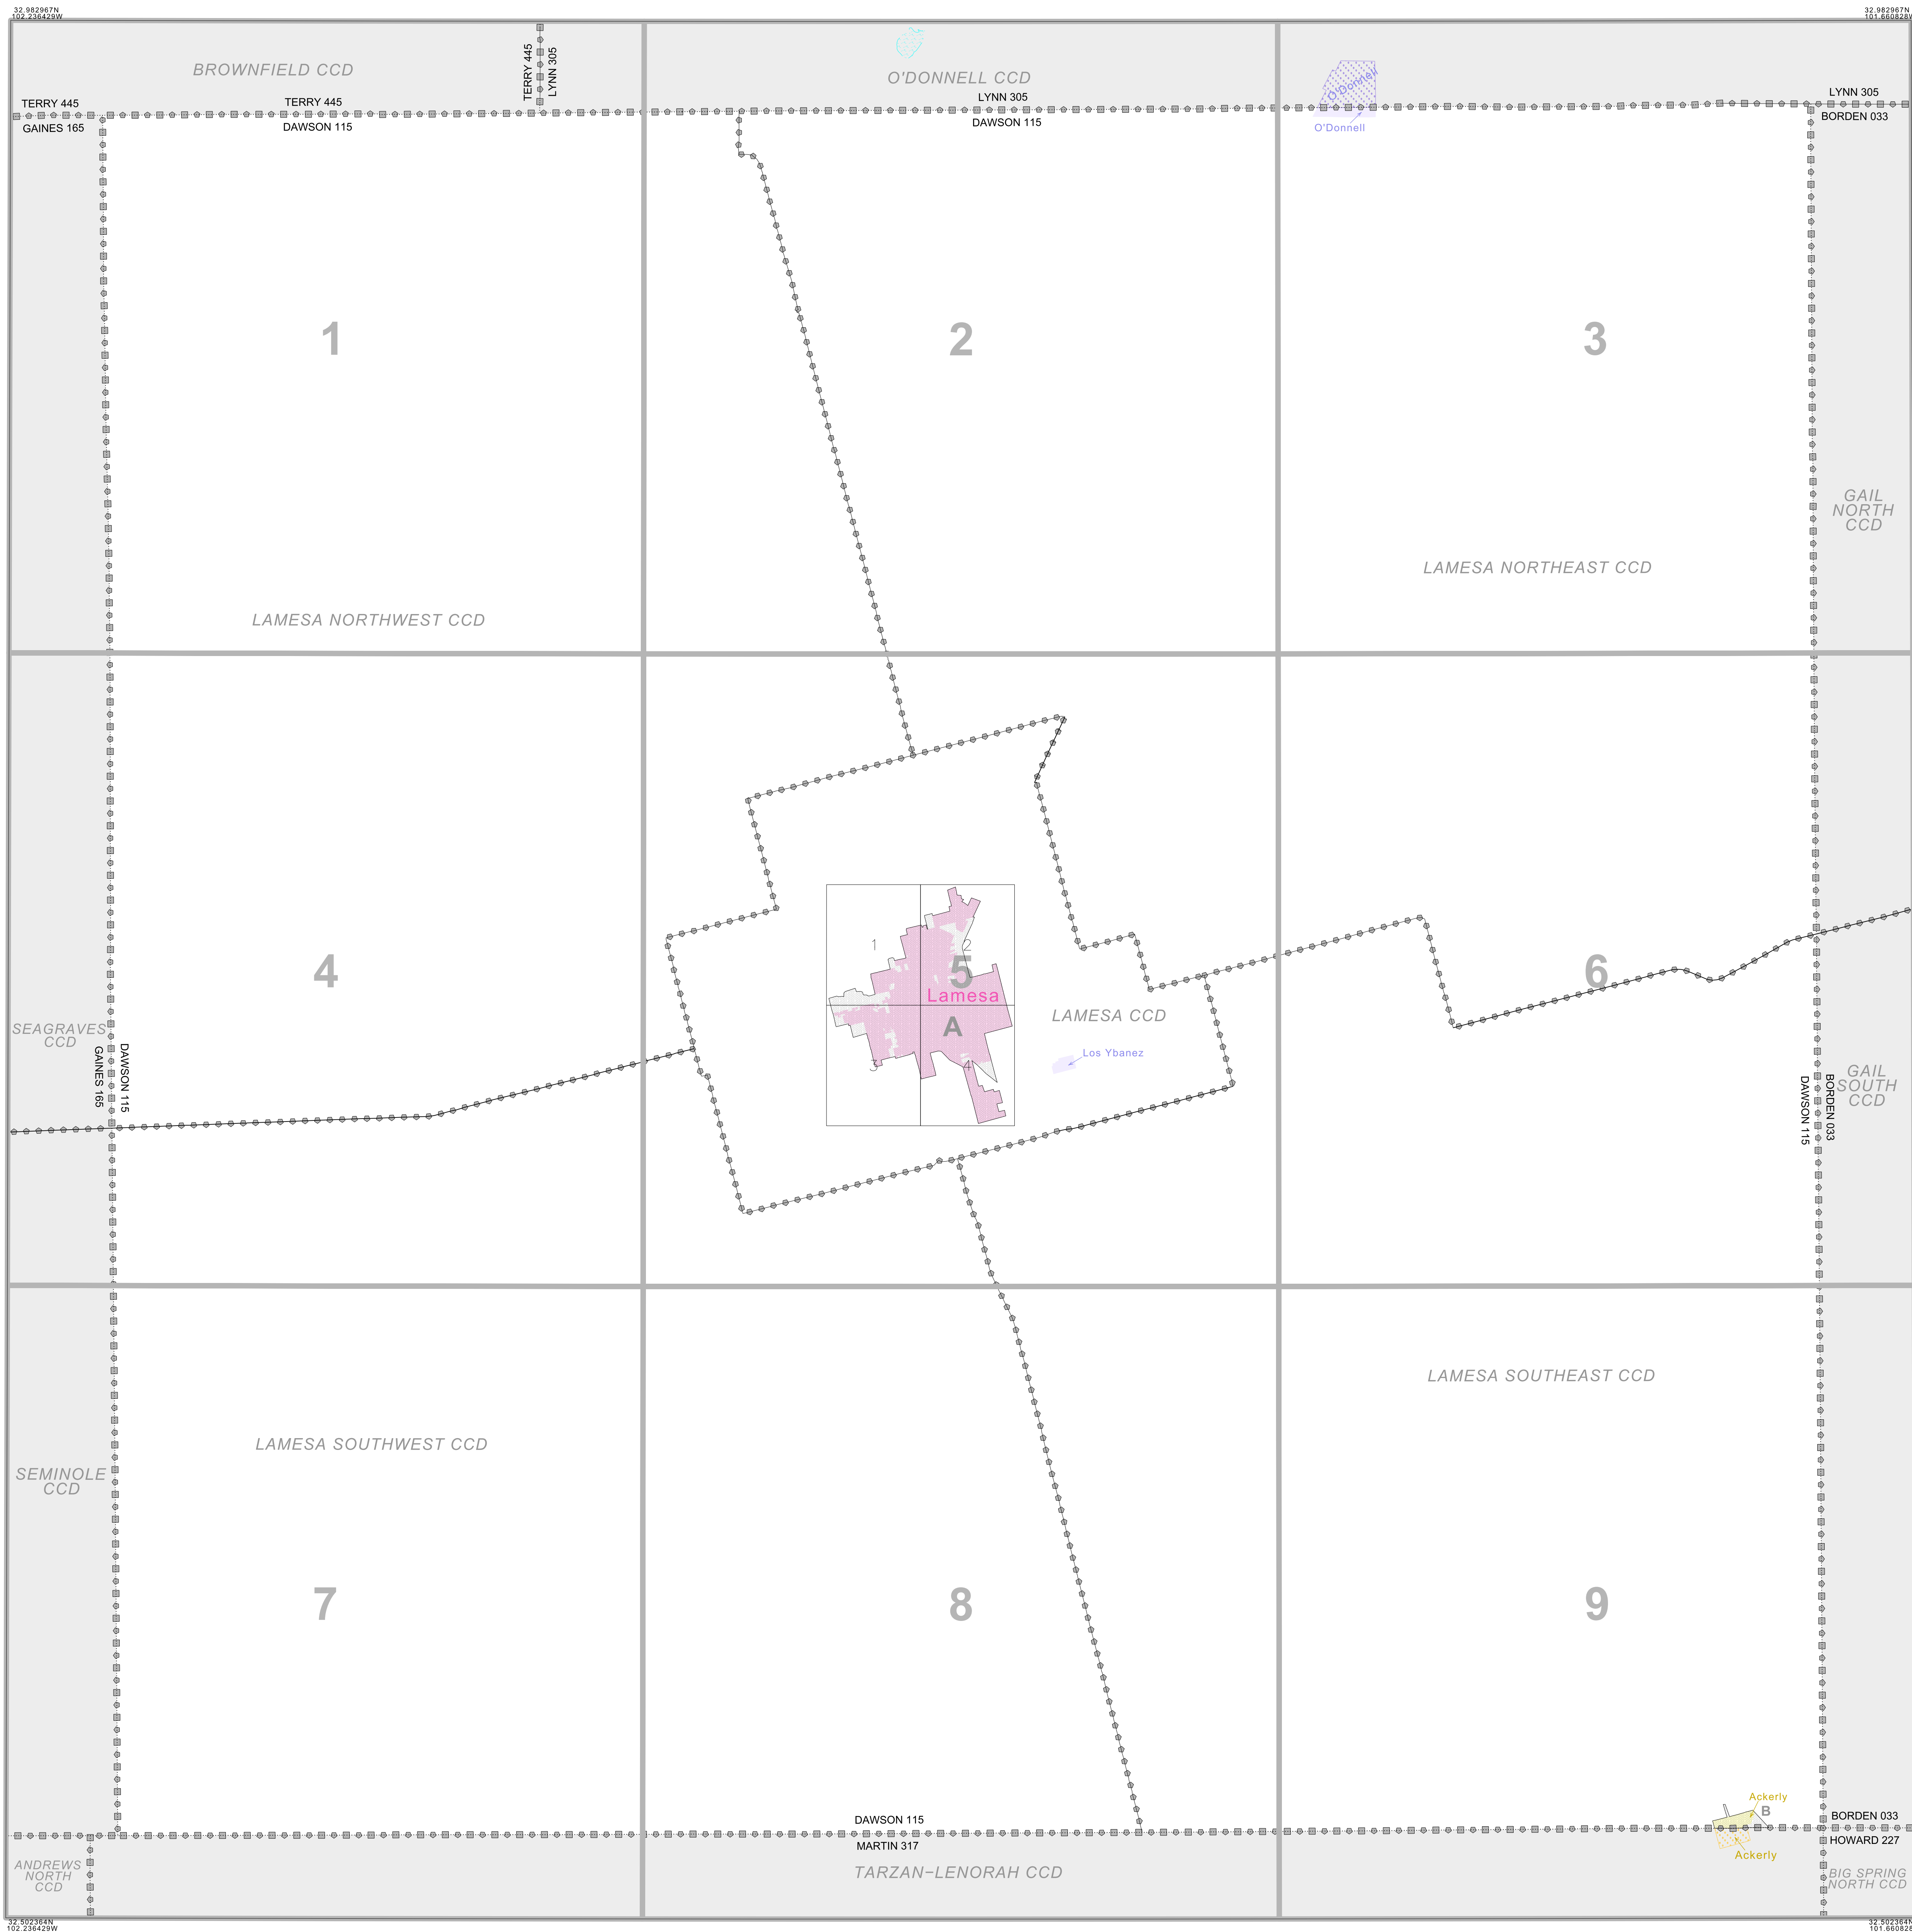 32.982967N
102.236429W
32.982967N
101.660828W
BROWNFIELD CCD
TERRY 445
LYNN 305
O'DONNELL CCD
O'Donnell
TERRY 445
TERRY 445
LYNN 305
LYNN 305
GAINES 165
DAWSON 115
DAWSON 115
O'Donnell
BORDEN 033
1
2
3
GAIL
NORTH
CCD
LAMESA NORTHEAST CCD
LAMESA NORTHWEST CCD
1
2
4
5
6
Lamesa
A
LAMESA CCD
SEAGRAVES
CCD
Los Ybanez
3
4
GAINES 165
DAWSON 115
DAWSON 115
BORDEN 033
GAIL
SOUTH
CCD
LAMESA SOUTHEAST CCD
LAMESA SOUTHWEST CCD
SEMINOLE
CCD
7
8
9
Ackerly
B
DAWSON 115
BORDEN 033
MARTIN 317
HOWARD 227
Ackerly
ANDREWS
NORTH
CCD
TARZAN-LENORAH CCD
BIG SPRING
NORTH CCD
32.502364N
102.236429W
32.502364N
101.660828